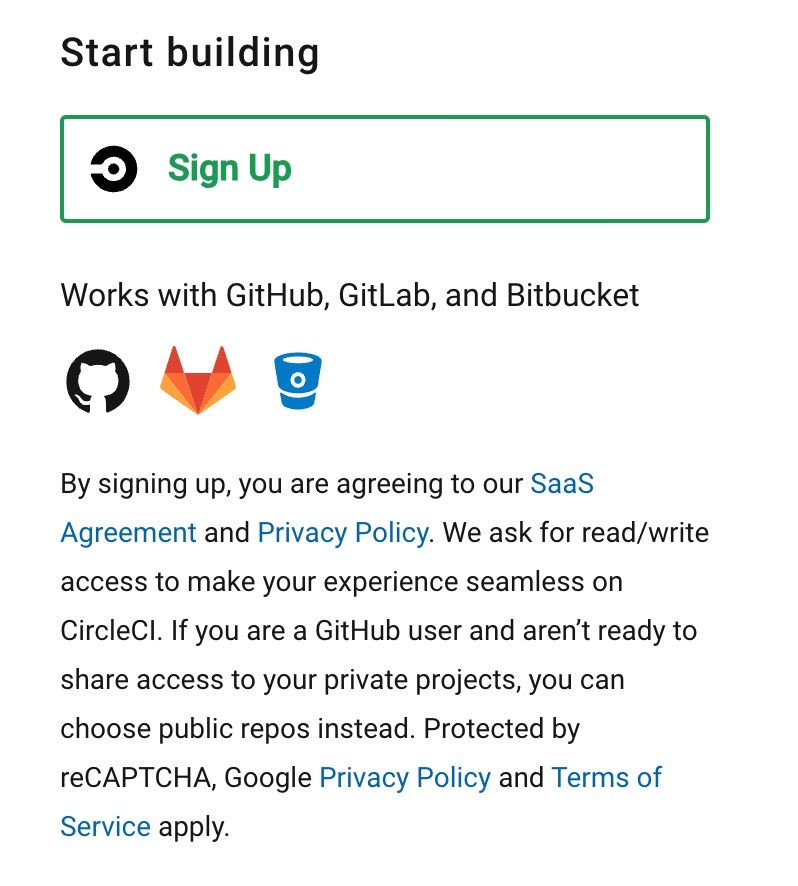 Start building
Sign Up
Works with GitHub, GitLab, and Bitbucket
By signing up, you are agreeing to our SaaS
Agreement and Privacy Policy. We ask for read/write
access to make your experience seamless on
CircleCI. If you are a GitHub user and aren’t ready to
share access to your private projects, you can
choose public repos instead. Protected by
reCAPTCHA, Google Privacy Policy and Terms of
Service apply.